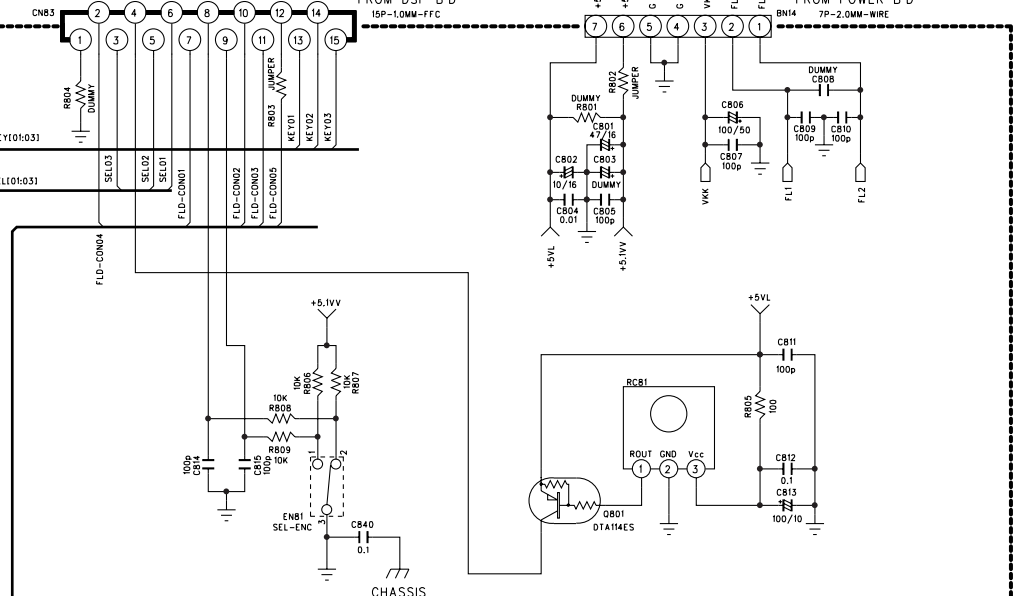 FROM DSP B'D
CN83
15P-1.0MM-FFC
2 4 6 8 10 12 14
1 3 5 7 9 11 13 15
R804
DUMMY
JUMPER
R803
KEY01
KEY02
KEY03
EY[01:03]
SEL03
SEL02
SEL01
EL[01:03]
FLD-CON01
FLD-CON02
FLD-CON03
FLD-CON05
FLD-CON04
FROM POWER B'D
BN14
7P-2.0MM-WIRE
7 6 5 4 3 2 1
R802
JUMPER
DUMMY
R801
C801
47/16
C802
10/16
C803
DUMMY
C804
0.01
C805
100p
+5VL
+5.1VV
C806
100/50
C807
100p
VKK
DUMMY
C808
C809
100p
C810
100p
FL1
FL2
+5.1VV
10K
R806
10K
R807
10K
R808
R809
10K
100p
C814
C815
100p
1
2
3
EN81
SEL-ENC
C840
0.1
CHASSIS
+5VL
C811
100p
RC81
R805
100
ROUT GND Vcc
1 2 3
C812
0.1
C813
100/10
Q801
DTA114ES